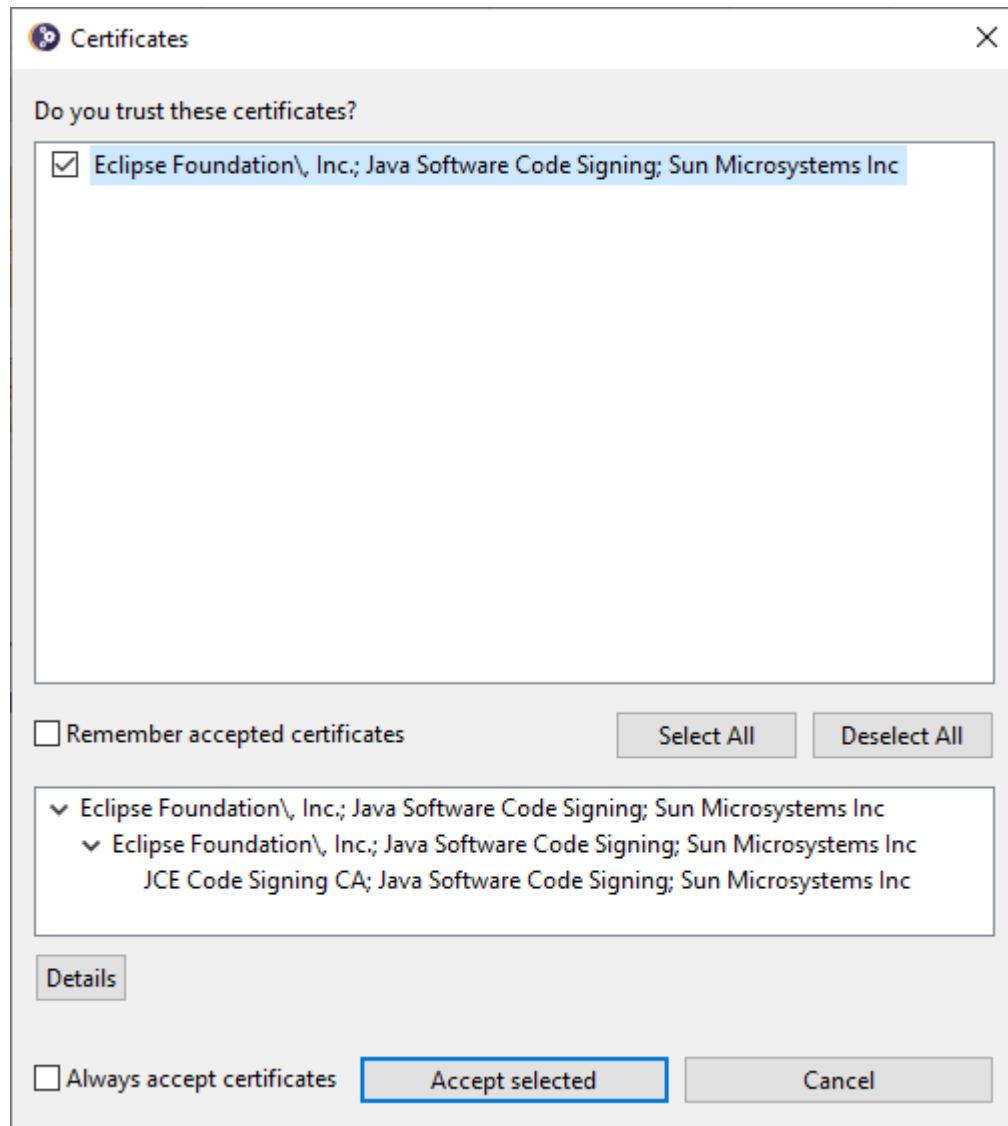 Certificates
Do you trust these certificates?
Eclipse Foundation\, Inc.; Java Software Code Signing; Sun Microsystems Inc
Remember accepted certificates
Select All
Deselect All
Eclipse Foundation\, Inc.; Java Software Code Signing; Sun Microsystems Inc
Eclipse Foundation\, Inc.; Java Software Code Signing; Sun Microsystems Inc
JCE Code Signing CA; Java Software Code Signing; Sun Microsystems Inc
Details
Always accept certificates
Accept selected
Cancel